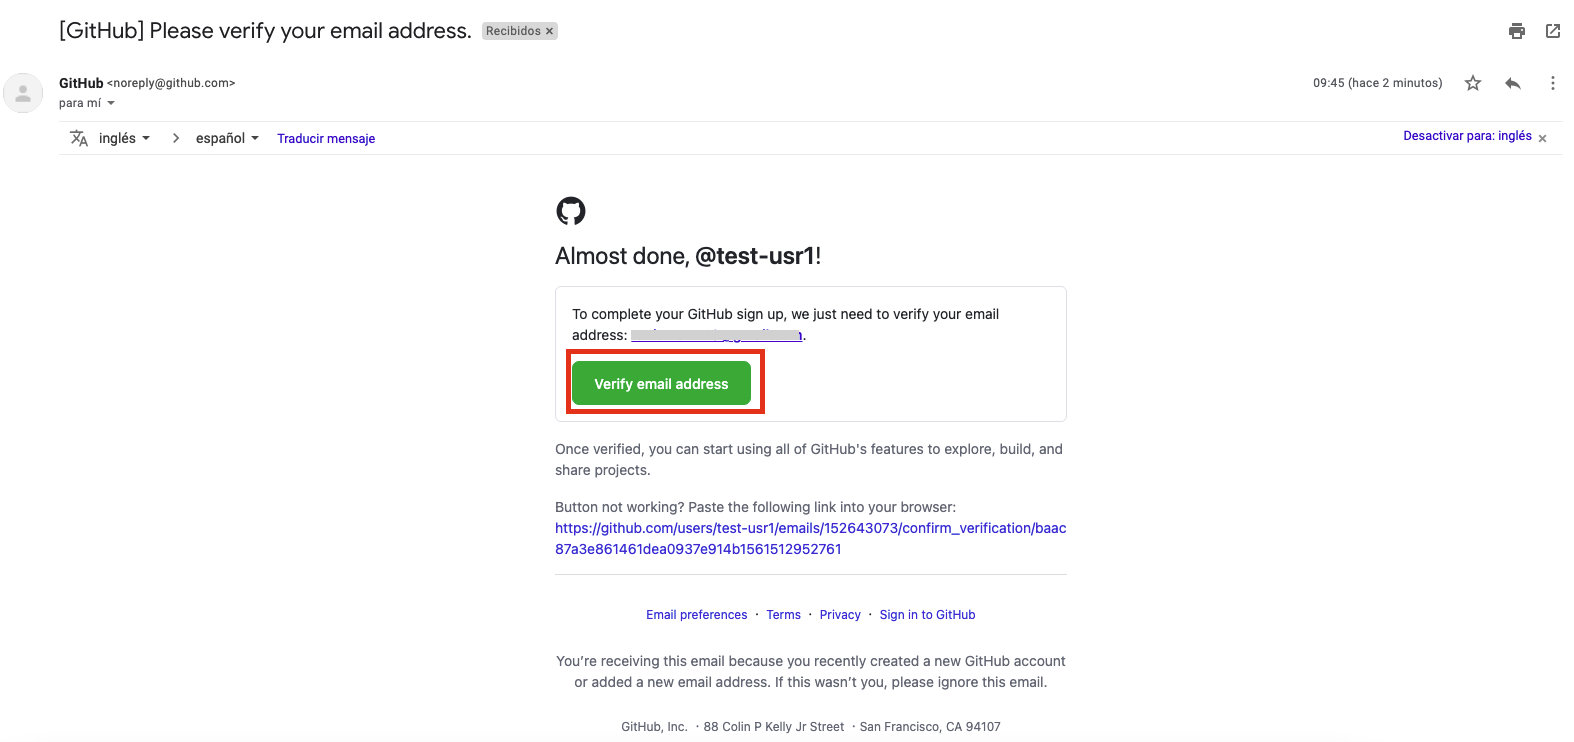 [GitHub] Please verify your email address. Recibidos ×
GitHub <noreply@github.com> 09:45 (hace 2 minutos)
para mí
inglés > español Traducir mensaje Desactivar para: inglés ×
Almost done, @test-usr1!
To complete your GitHub sign up, we just need to verify your email
address: .
Verify email address
Once verified, you can start using all of GitHub's features to explore, build, and
share projects.
Button not working? Paste the following link into your browser:
https://github.com/users/test-usr1/emails/152643073/confirm_verification/baac
87a3e861461dea0937e914b1561512952761
Email preferences · Terms · Privacy · Sign in to GitHub
You’re receiving this email because you recently created a new GitHub account
or added a new email address. If this wasn’t you, please ignore this email.
GitHub, Inc. · 88 Colin P Kelly Jr Street · San Francisco, CA 94107